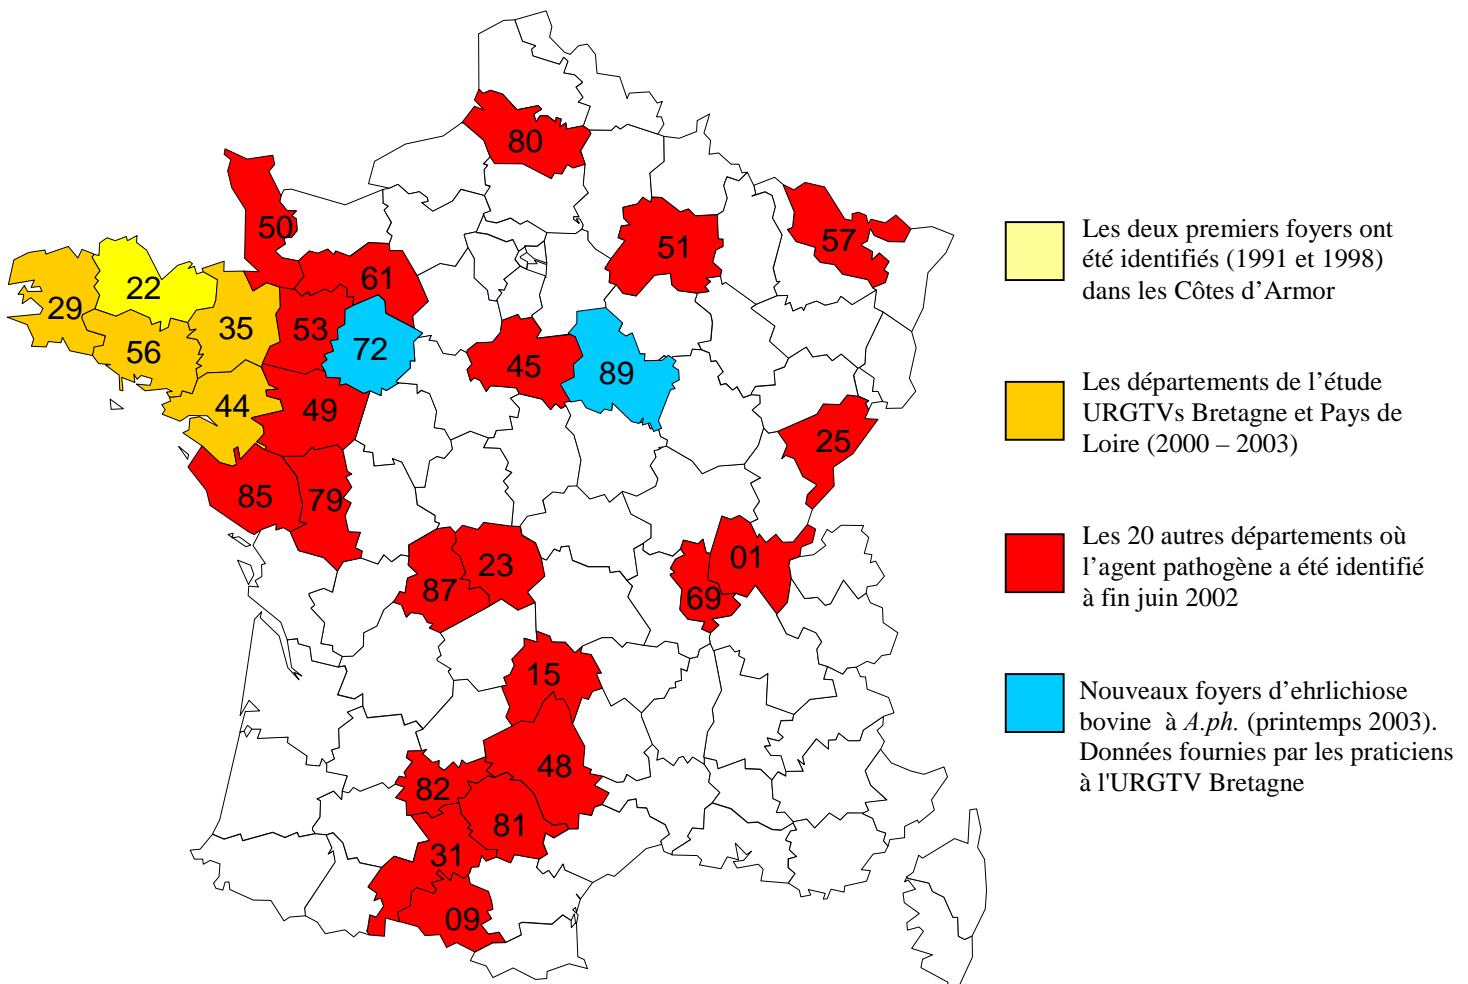 80
50
51
57
61
22
29
35
53
56
72
45
89
44
49
25
85
79
01
23
87
69
15
48
82
81
31
09
Les deux premiers foyers ont
été identifiés (1991 et 1998)
dans les Côtes d’Armor
Les départements de l’étude
URGTVs Bretagne et Pays de
Loire (2000 – 2003)
Les 20 autres départements où
l’agent pathogène a été identifié
à fin juin 2002
Nouveaux foyers d’ehrlichiose
bovine à A.ph. (printemps 2003).
Données fournies par les praticiens
à l'URGTV Bretagne